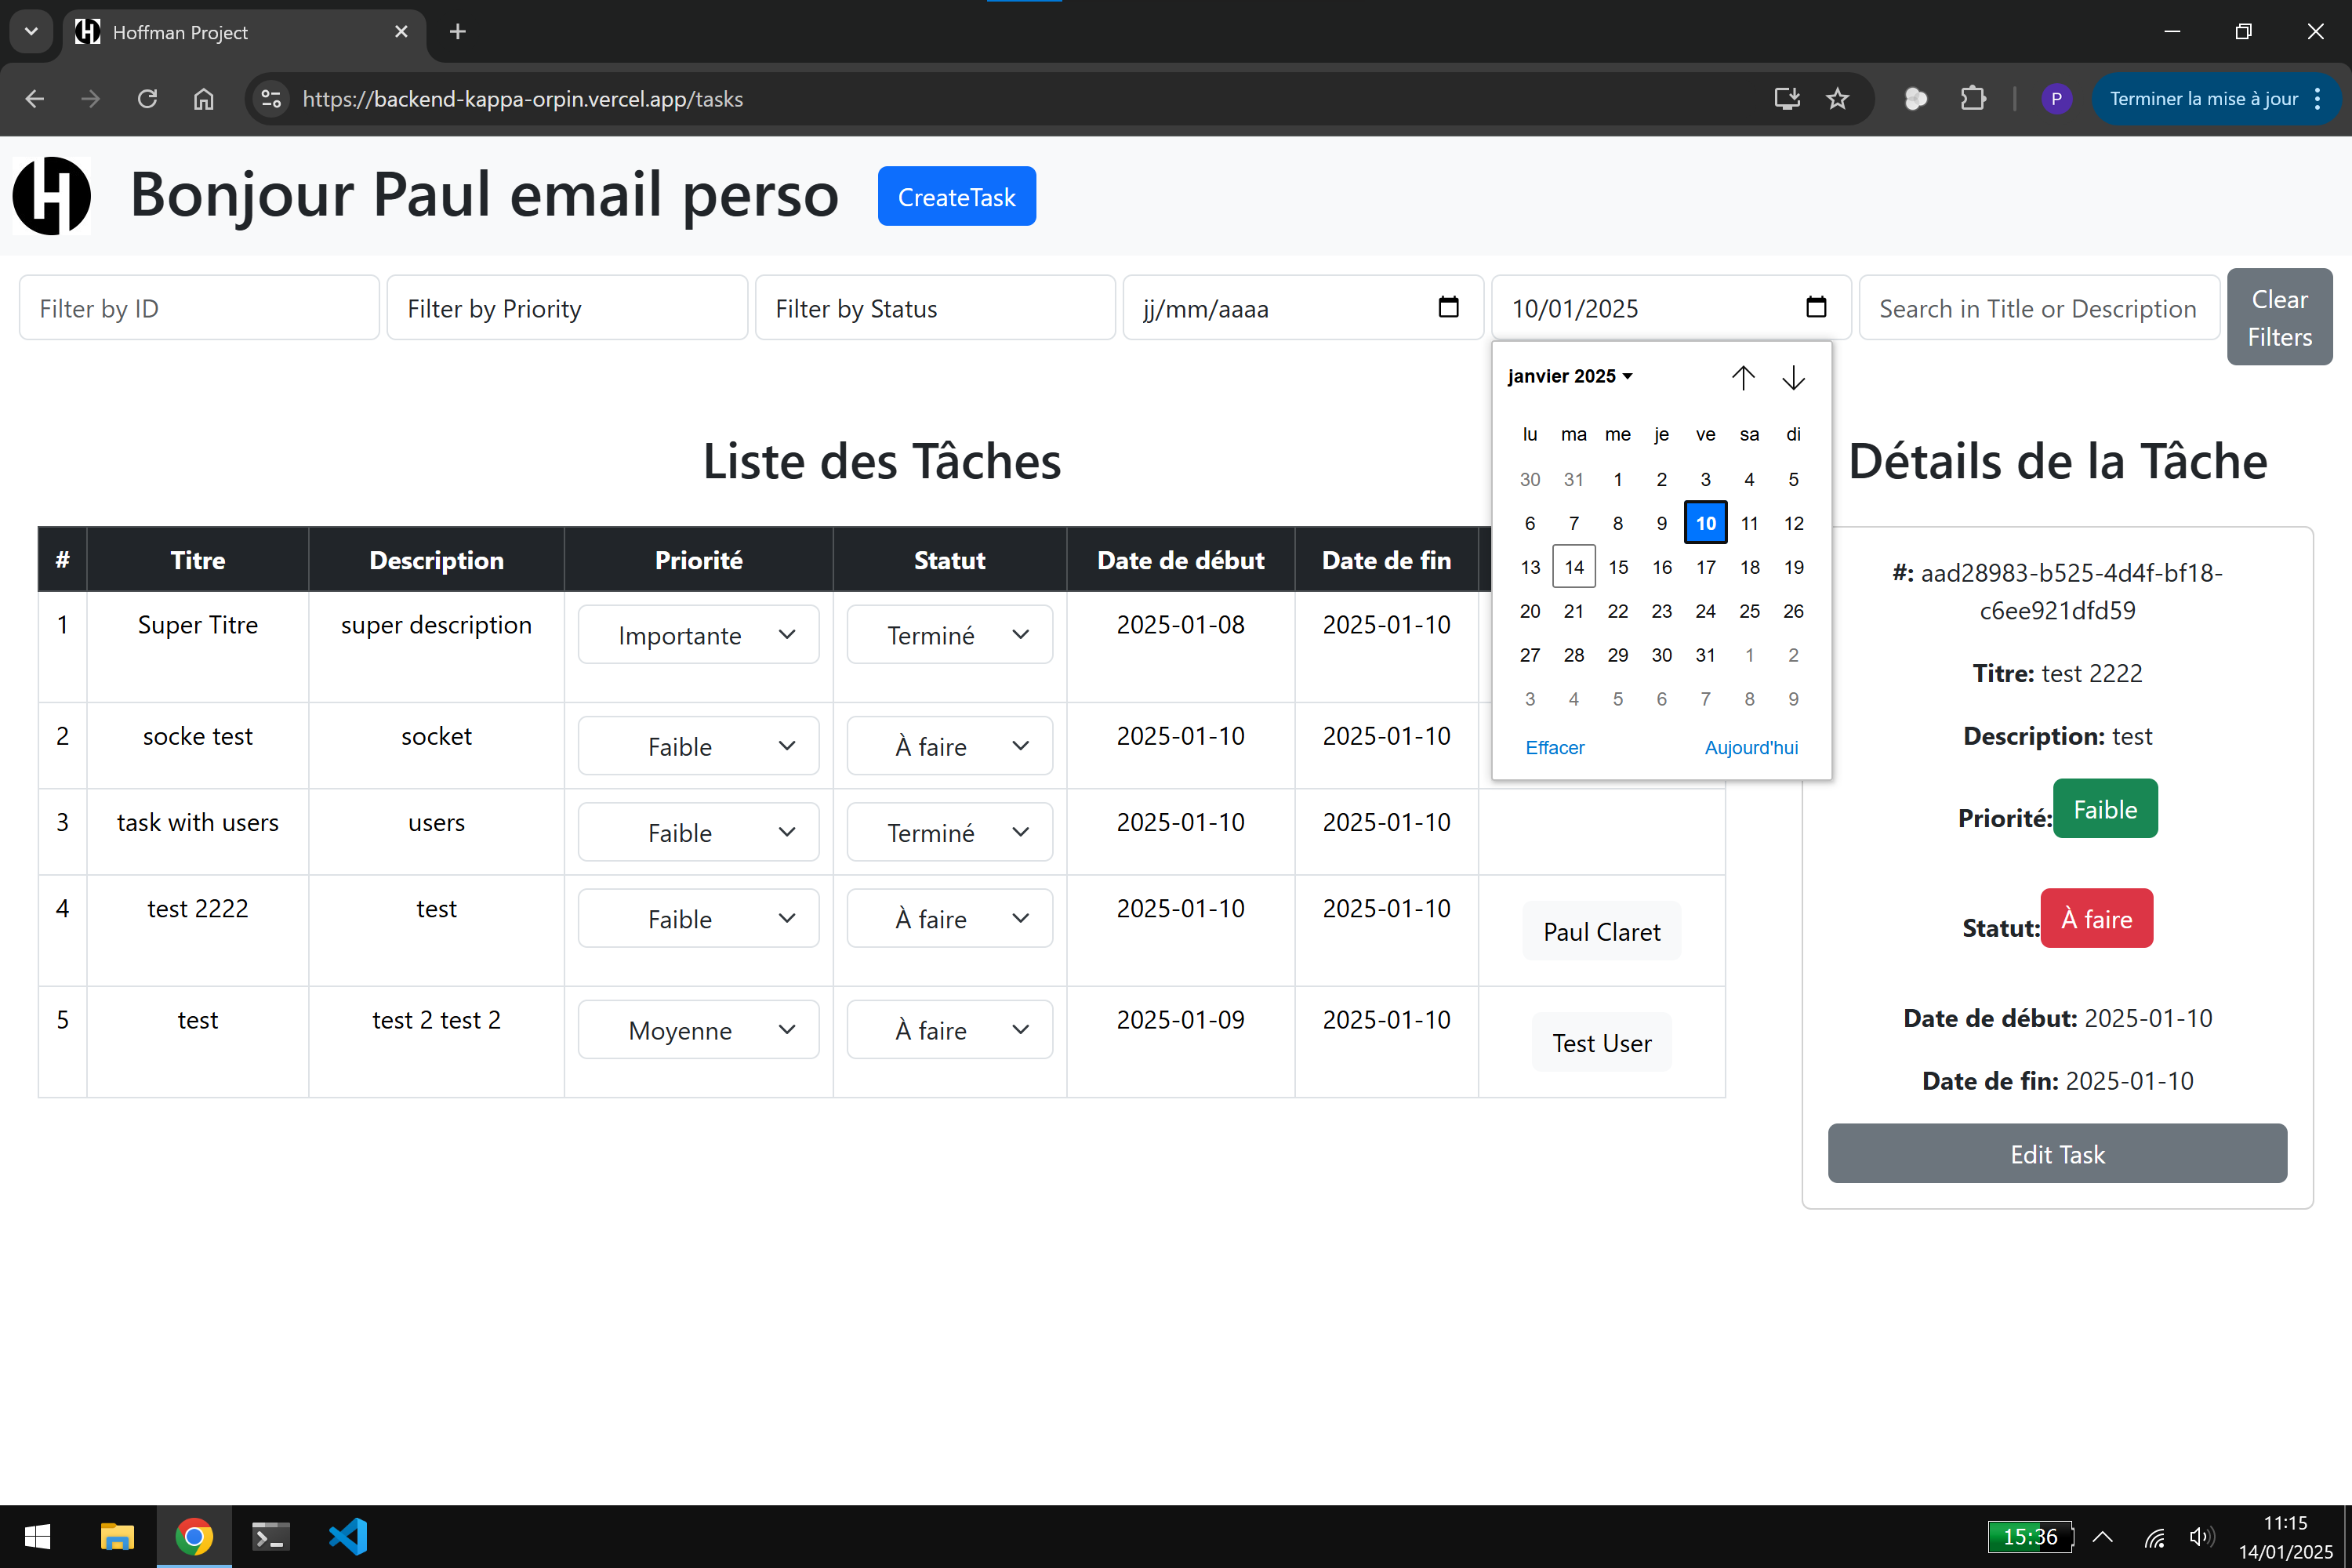 Hoffman Project
https://backend-kappa-orpin.vercel.app/tasks
P
Terminer la mise à jour
H
Bonjour Paul email perso
CreateTask
Filter by ID
Filter by Priority
Filter by Status
jj/mm/aaaa
10/01/2025
Search in Title or Description
Clear
Filters
janvier 2025
lu ma me je ve sa di
30 31 1 2 3 4 5
6 7 8 9 10 11 12
13 14 15 16 17 18 19
20 21 22 23 24 25 26
27 28 29 30 31 1 2
3 4 5 6 7 8 9
Effacer Aujourd'hui
Liste des Tâches
# Titre Description Priorité Statut Date de début Date de fin
1 Super Titre super description Importante Terminé 2025-01-08 2025-01-10
2 socke test socket Faible À faire 2025-01-10 2025-01-10
3 task with users users Faible Terminé 2025-01-10 2025-01-10
4 test 2222 test Faible À faire 2025-01-10 2025-01-10 Paul Claret
5 test test 2 test 2 Moyenne À faire 2025-01-09 2025-01-10 Test User
Détails de la Tâche
#: aad28983-b525-4d4f-bf18-
c6ee921dfd59
Titre: test 2222
Description: test
Priorité: Faible
Statut: À faire
Date de début: 2025-01-10
Date de fin: 2025-01-10
Edit Task
15:36
11:15
14/01/2025